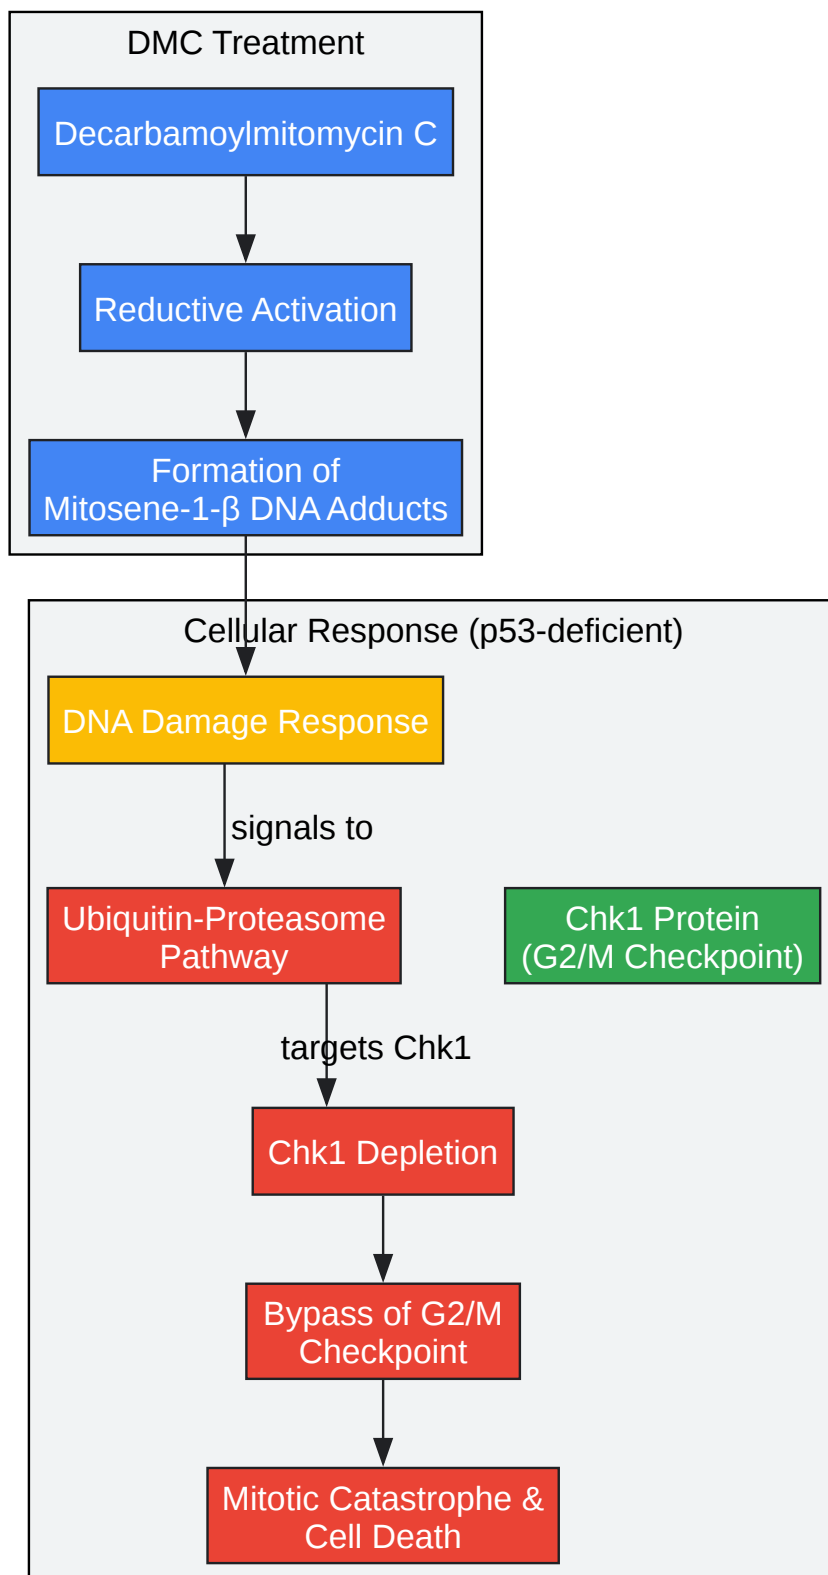 DMC Treatment
Decarbamoylmitomycin C
Reductive Activation
Formation of
Mitosene-1-β DNA Adducts
Cellular Response (p53-deficient)
DNA Damage Response
signals to
Ubiquitin-Proteasome
Pathway
Chk1 Protein
(G2/M Checkpoint)
targets Chk1
Chk1 Depletion
Bypass of G2/M
Checkpoint
Mitotic Catastrophe &
Cell Death